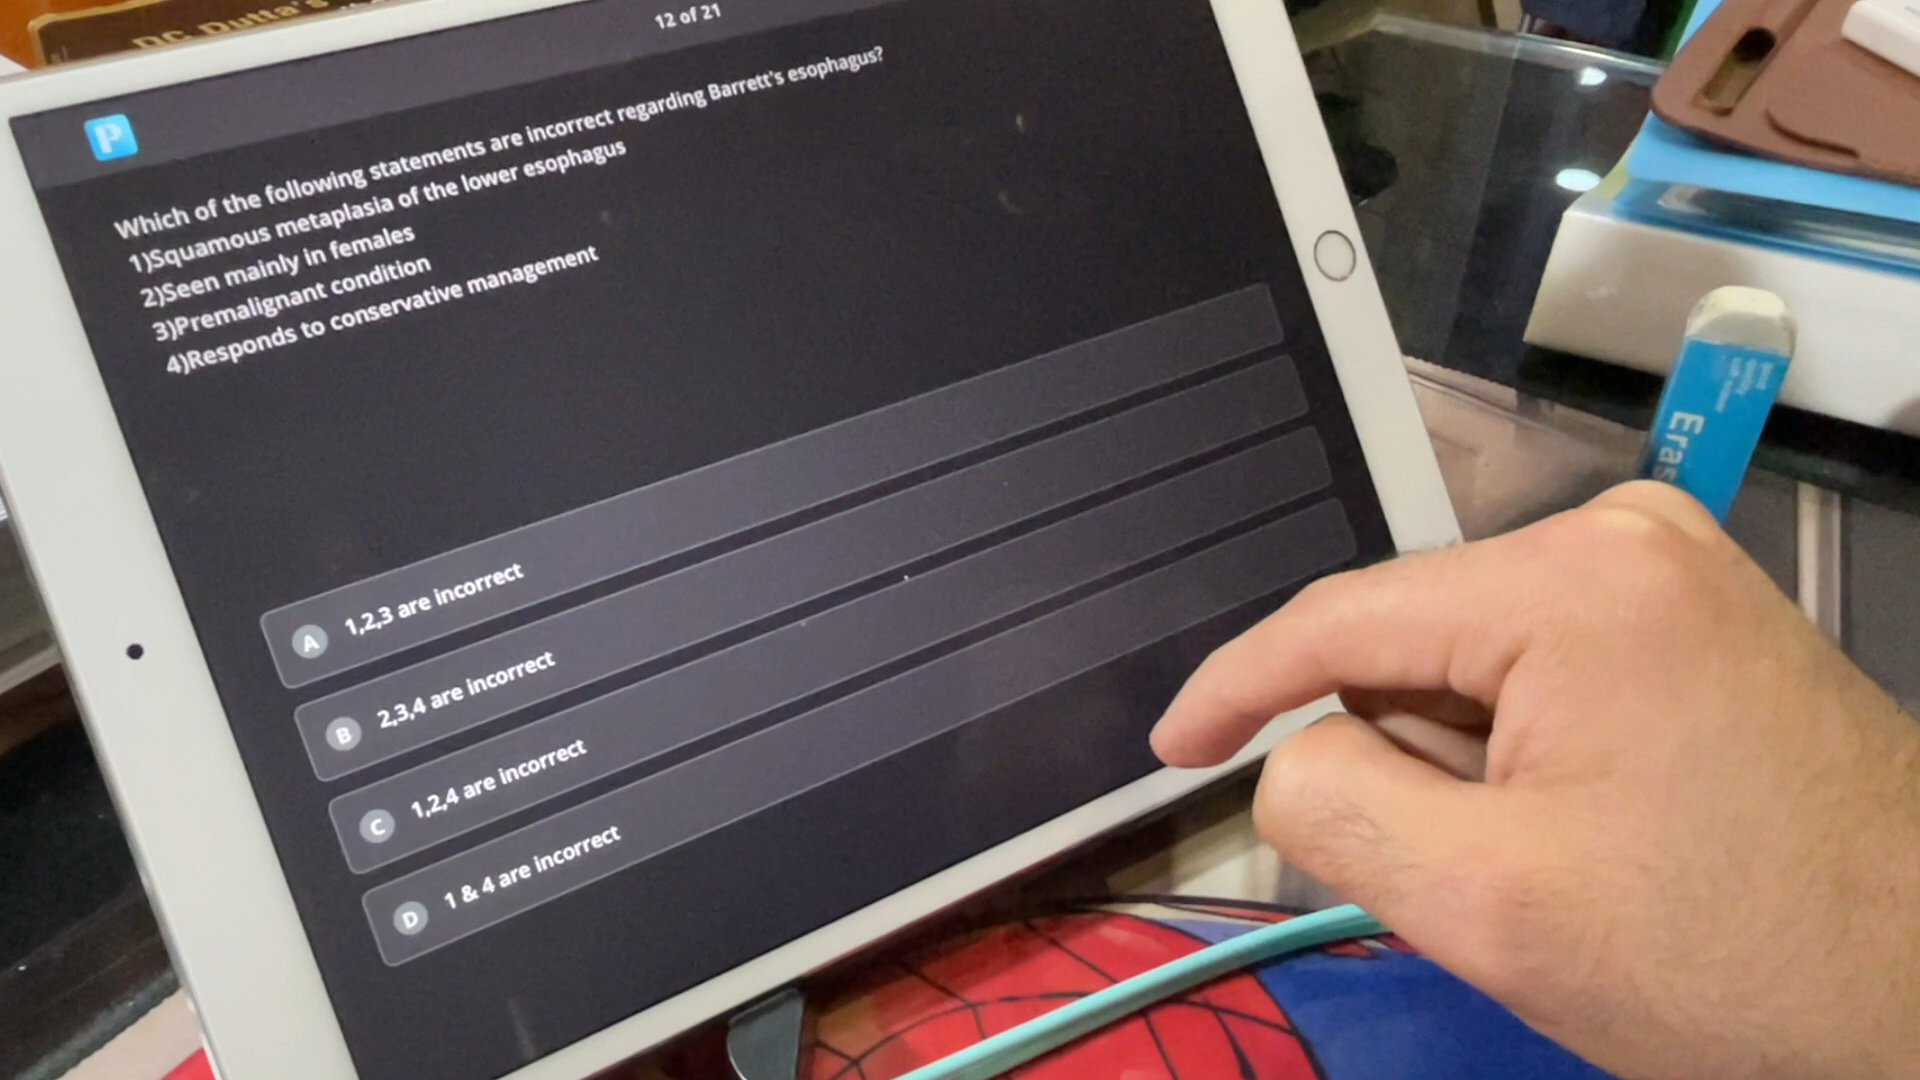 DC Dutta's
12 of 21
P
Which of the following statements are incorrect regarding Barrett's esophagus?
1)Squamous metaplasia of the lower esophagus
2)Seen mainly in females
3)Premalignant condition
4)Responds to conservative management
A 1,2,3 are incorrect
B 2,3,4 are incorrect
C 1,2,4 are incorrect
D 1 & 4 are incorrect